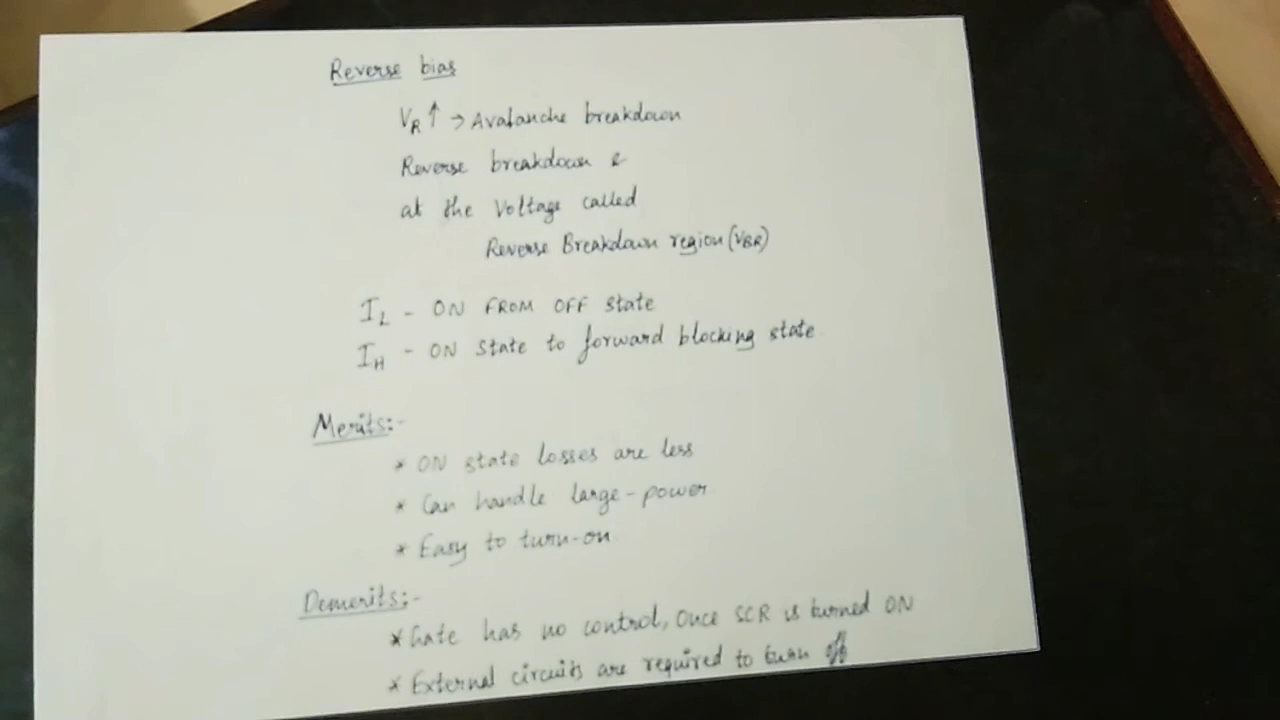 Reverse bias
VR↑ → Avalanche breakdown
Reverse breakdown &
at the Voltage called
Reverse Breakdown region (VBR)
IL - ON FROM OFF state
IH - ON State to forward blocking state
Merits:-
* ON state losses are less
* Can handle large-power
* Easy to turn-on
Demerits:-
* Gate has no control, once SCR is turned ON
* External circuits are required to turn off